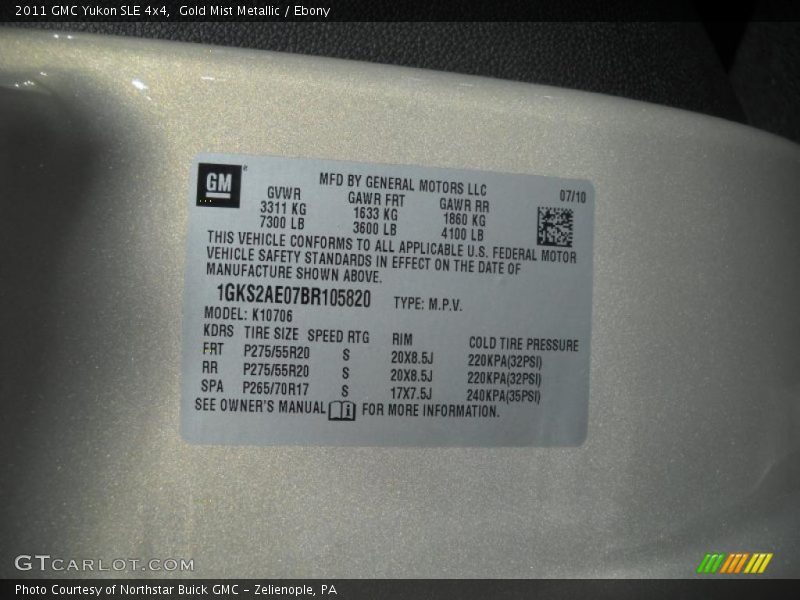 2011 GMC Yukon SLE 4x4,  Gold Mist Metallic / Ebony
GM ®
MFD BY GENERAL MOTORS LLC 07/10
GVWR GAWR FRT GAWR RR
3311 KG 1633 KG 1860 KG
7300 LB 3600 LB 4100 LB
THIS VEHICLE CONFORMS TO ALL APPLICABLE U.S. FEDERAL MOTOR
VEHICLE SAFETY STANDARDS IN EFFECT ON THE DATE OF
MANUFACTURE SHOWN ABOVE.
1GKS2AE07BR105820 TYPE: M.P.V.
MODEL: K10706
KDRS TIRE SIZE SPEED RTG RIM COLD TIRE PRESSURE
FRT P275/55R20 S 20X8.5J 220KPA(32PSI)
RR P275/55R20 S 20X8.5J 220KPA(32PSI)
SPA P265/70R17 S 17X7.5J 240KPA(35PSI)
SEE OWNER'S MANUAL FOR MORE INFORMATION.
GTCARLOT.COM
Photo Courtesy of Northstar Buick GMC - Zelienople, PA